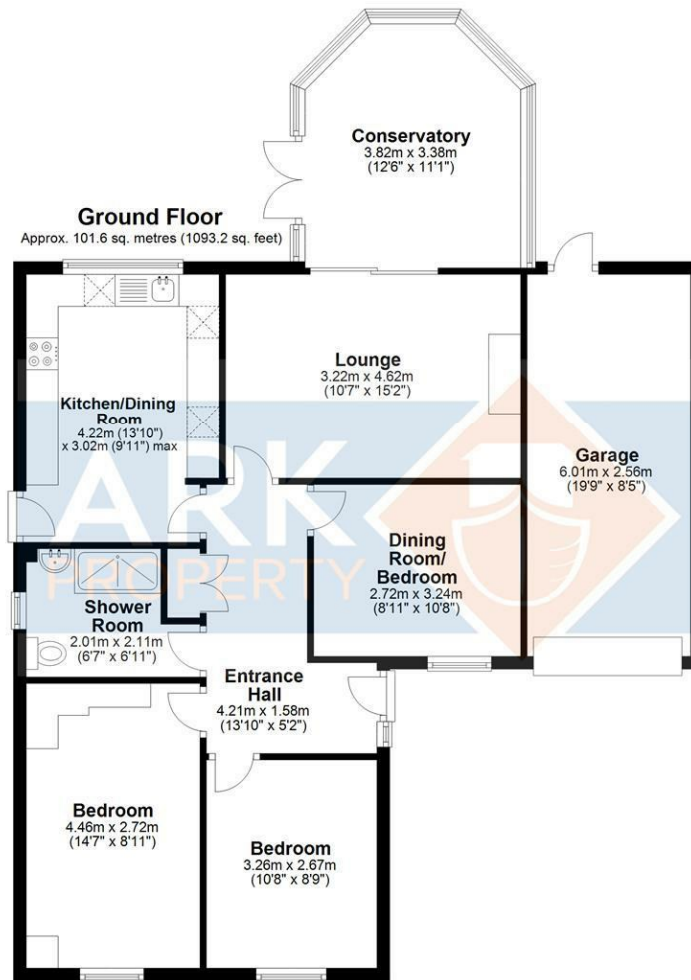 Conservatory
3.82m x 3.38m
(12'6" x 11'1")
Ground Floor
Approx. 101.6 sq. metres (1093.2 sq. feet)
Lounge
3.22m x 4.62m
(10'7" x 15'2")
Kitchen/Dining
Room
4.22m (13'10")
x 3.02m (9'11") max
Garage
6.01m x 2.56m
(19'9" x 8'5")
ARK
PROPERTY
Dining
Room/
Bedroom
2.72m x 3.24m
(8'11" x 10'8")
Shower
Room
2.01m x 2.11m
(6'7" x 6'11")
Entrance
Hall
4.21m x 1.58m
(13'10" x 5'2")
Bedroom
4.46m x 2.72m
(14'7" x 8'11")
Bedroom
3.26m x 2.67m
(10'8" x 8'9")